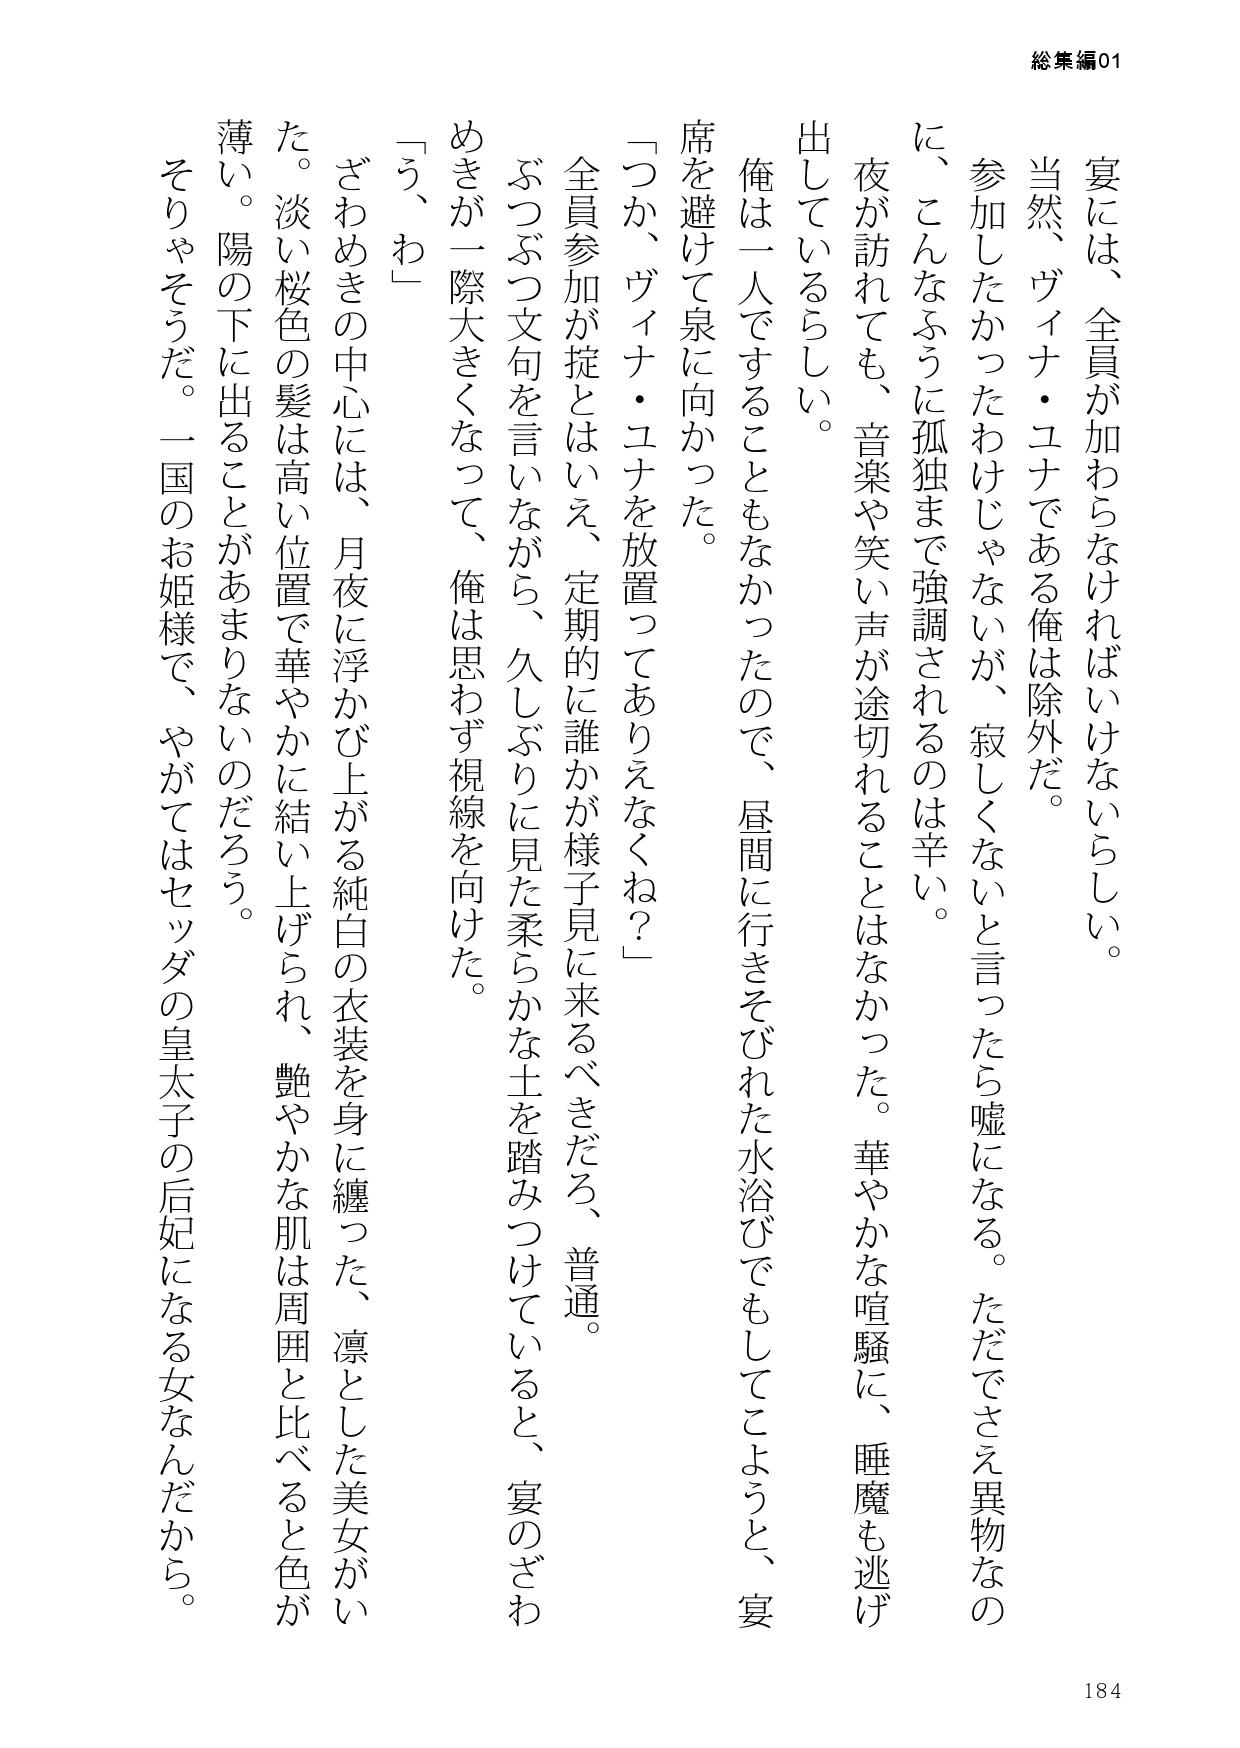 総集編01
宴には、全員が加わらなければいけないらしい。
当然、ヴィナ・ユナである俺は除外だ。
参加したかったわけじゃないが、寂しくないと言ったら嘘になる。ただでさえ異物なの
に、こんなふうに孤独まで強調されるのは辛い。
夜が訪れても、音楽や笑い声が途切れることはなかった。華やかな喧騒に、睡魔も逃げ
出しているらしい。
俺は一人ですることもなかったので、昼間に行きそびれた水浴びでもしてこようと、宴
席を避けて泉に向かった。
「つか、ヴィナ・ユナを放置ってありえなくね？」
全員参加が掟とはいえ、定期的に誰かが様子見に来るべきだろ、普通。
ぶつぶつ文句を言いながら、久しぶりに見た柔らかな土を踏みつけていると、宴のざわ
めきが一際大きくなって、俺は思わず視線を向けた。
「う、わ」
ざわめきの中心には、月夜に浮かび上がる純白の衣装を身に纏った、凛とした美女がい
た。淡い桜色の髪は高い位置で華やかに結い上げられ、艶やかな肌は周囲と比べると色が
薄い。陽の下に出ることがあまりないのだろう。
そりゃそうだ。一国のお姫様で、やがてはセッダの皇太子の后妃になる女なんだから。
184